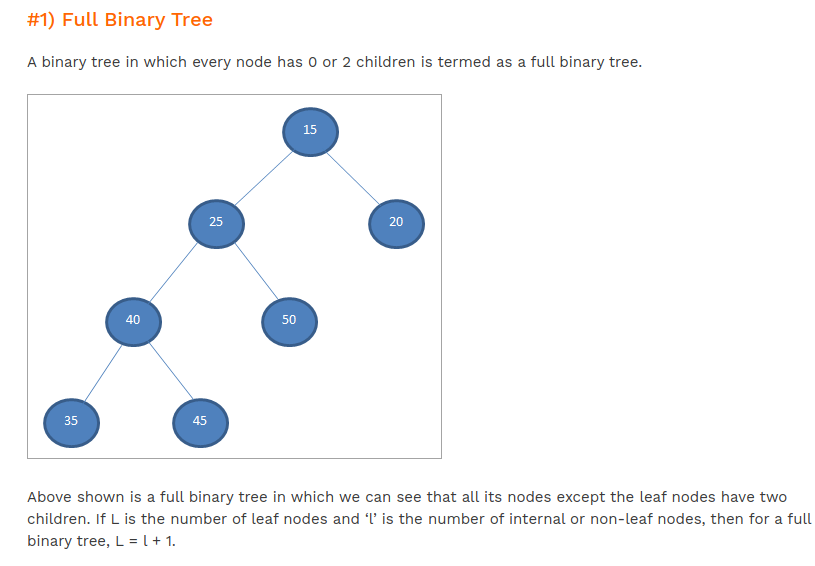 #1) Full Binary Tree
A binary tree in which every node has 0 or 2 children is termed as a full binary tree.
15
25
20
40
50
35
45
Above shown is a full binary tree in which we can see that all its nodes except the leaf nodes have two
children. If L is the number of leaf nodes and ‘l’ is the number of internal or non-leaf nodes, then for a full
binary tree, L = l + 1.